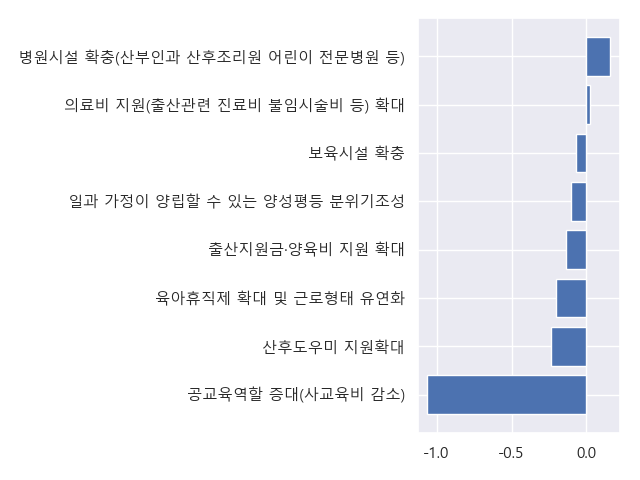 병원시설 확충(산부인과 산후조리원 어린이 전문병원 등)
의료비 지원(출산관련 진료비 불임시술비 등) 확대
보육시설 확충
일과 가정이 양립할 수 있는 양성평등 분위기조성
출산지원금·양육비 지원 확대
육아휴직제 확대 및 근로형태 유연화
산후도우미 지원확대
공교육역할 증대(사교육비 감소)
-1.0 -0.5 0.0